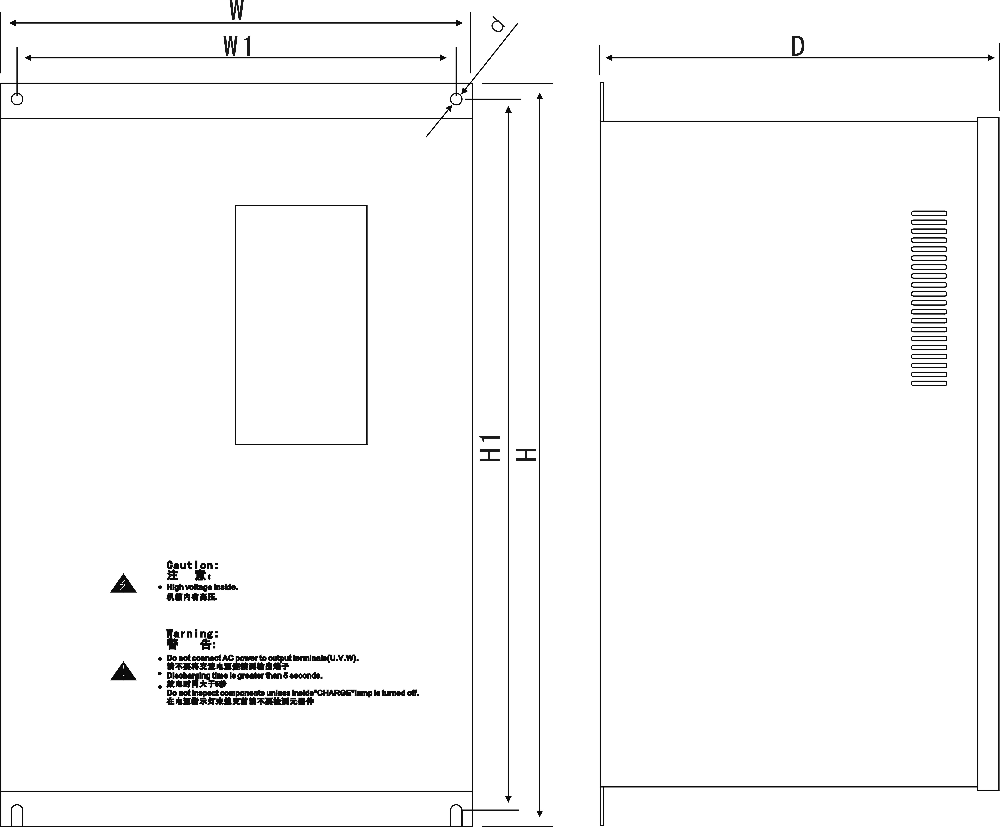 W
W1
d
D
H1
H
Caution:
注 意:
High voltage inside.
机箱内有高压.
Warning:
警 告:
Do not connect AC power to output terminals(U.V.W).
请不要将交流电源连接到输出端子
Discharging time is greater than 5 seconds.
放电时间大于5秒
Do not inspect components unless inside"CHARGE"lamp is turned off.
在电源指示灯未熄灭前请不要检测元器件